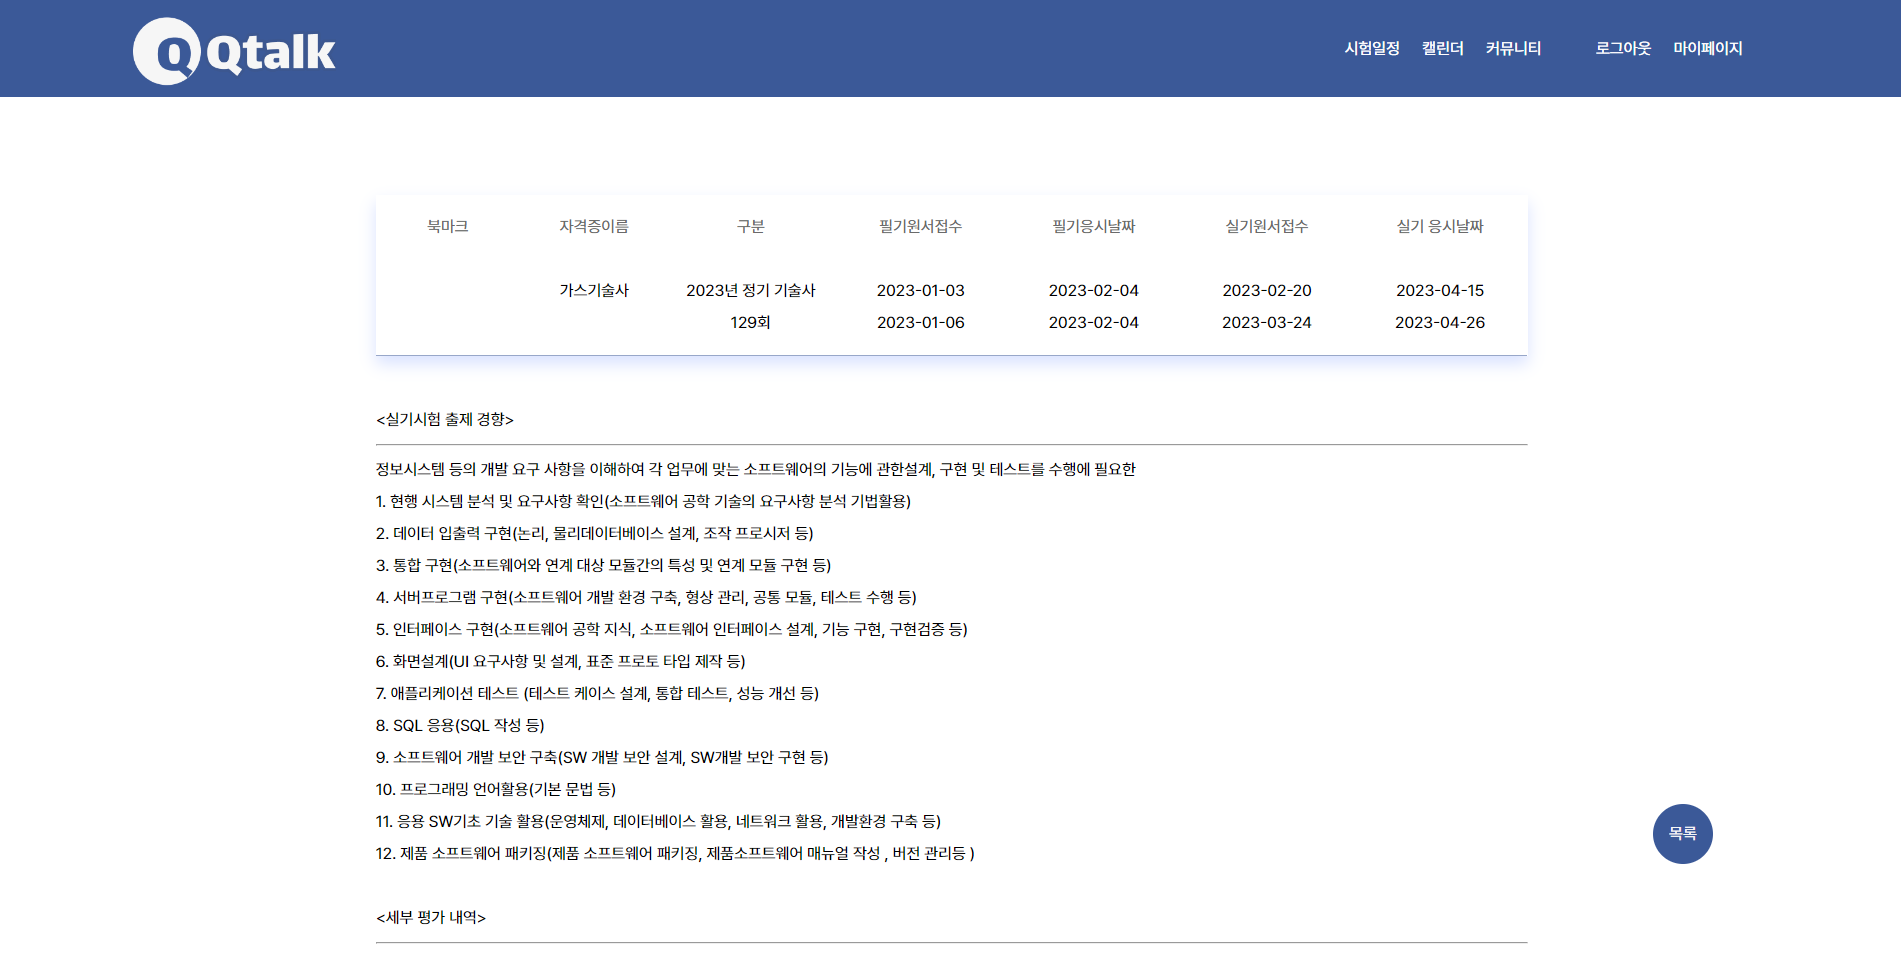 Q Qtalk
시험일정 캘린더 커뮤니티 로그아웃 마이페이지
북마크 자격증이름 구분 필기원서접수 필기응시날짜 실기원서접수 실기 응시날짜
가스기술사 2023년 정기 기술사 2023-01-03 2023-02-04 2023-02-20 2023-04-15
129회 2023-01-06 2023-02-04 2023-03-24 2023-04-26
<실기시험 출제 경향>
정보시스템 등의 개발 요구 사항을 이해하여 각 업무에 맞는 소프트웨어의 기능에 관한설계, 구현 및 테스트를 수행에 필요한
1. 현행 시스템 분석 및 요구사항 확인(소프트웨어 공학 기술의 요구사항 분석 기법활용)
2. 데이터 입출력 구현(논리, 물리데이터베이스 설계, 조작 프로시저 등)
3. 통합 구현(소프트웨어와 연계 대상 모듈간의 특성 및 연계 모듈 구현 등)
4. 서버프로그램 구현(소프트웨어 개발 환경 구축, 형상 관리, 공통 모듈, 테스트 수행 등)
5. 인터페이스 구현(소프트웨어 공학 지식, 소프트웨어 인터페이스 설계, 기능 구현, 구현검증 등)
6. 화면설계(UI 요구사항 및 설계, 표준 프로토 타입 제작 등)
7. 애플리케이션 테스트 (테스트 케이스 설계, 통합 테스트, 성능 개선 등)
8. SQL 응용(SQL 작성 등)
9. 소프트웨어 개발 보안 구축(SW 개발 보안 설계, SW개발 보안 구현 등)
10. 프로그래밍 언어활용(기본 문법 등)
11. 응용 SW기초 기술 활용(운영체제, 데이터베이스 활용, 네트워크 활용, 개발환경 구축 등)
목록
12. 제품 소프트웨어 패키징(제품 소프트웨어 패키징, 제품소프트웨어 매뉴얼 작성 , 버전 관리등 )
<세부 평가 내역>